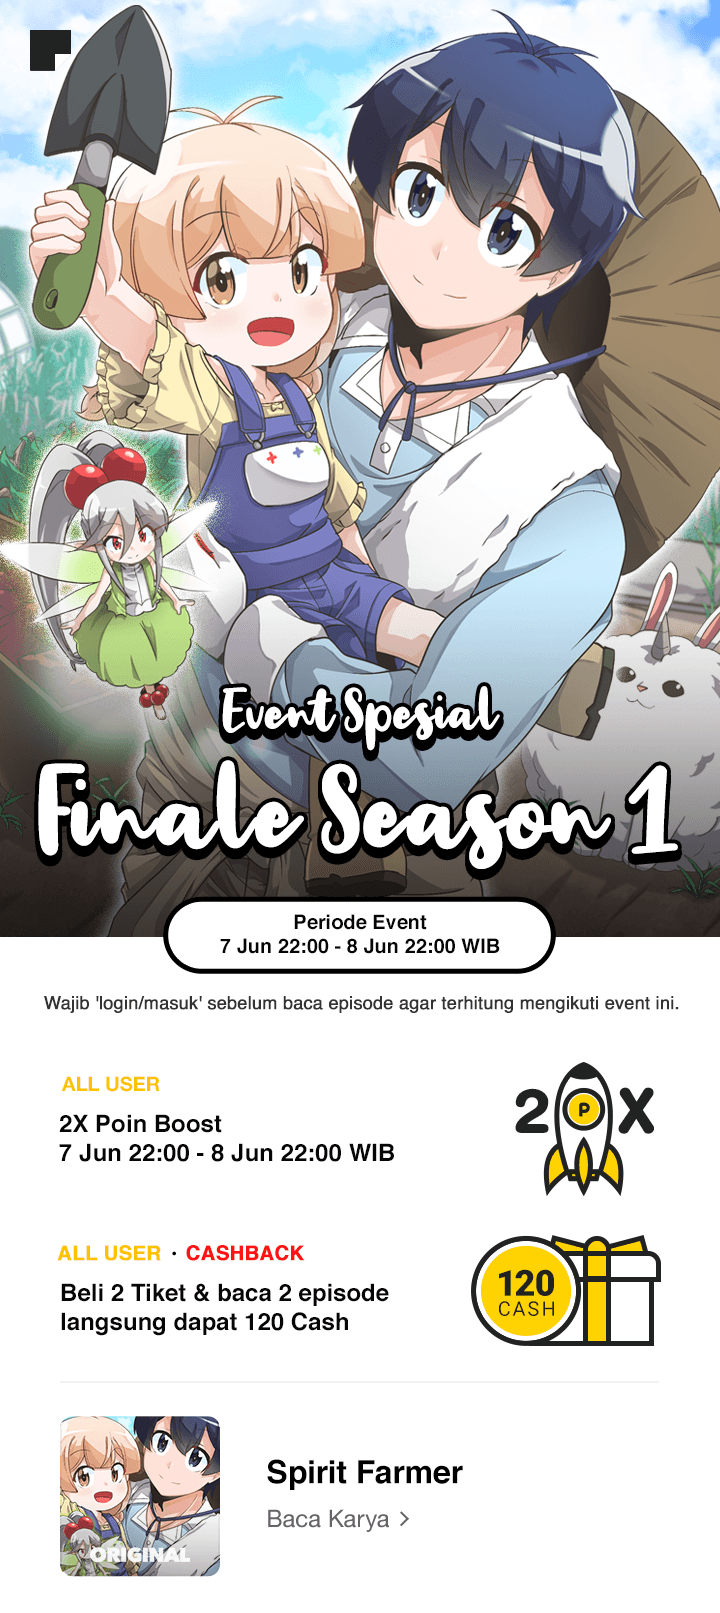 Event Spesial
Finale Season 1
Periode Event
7 Jun 22:00 - 8 Jun 22:00 WIB
Wajib 'login/masuk' sebelum baca episode agar terhitung mengikuti event ini.
ALL USER
2X Poin Boost
7 Jun 22:00 - 8 Jun 22:00 WIB
2 P X
ALL USER · CASHBACK
Beli 2 Tiket & baca 2 episode
langsung dapat 120 Cash
120
CASH
ORIGINAL
Spirit Farmer
Baca Karya >